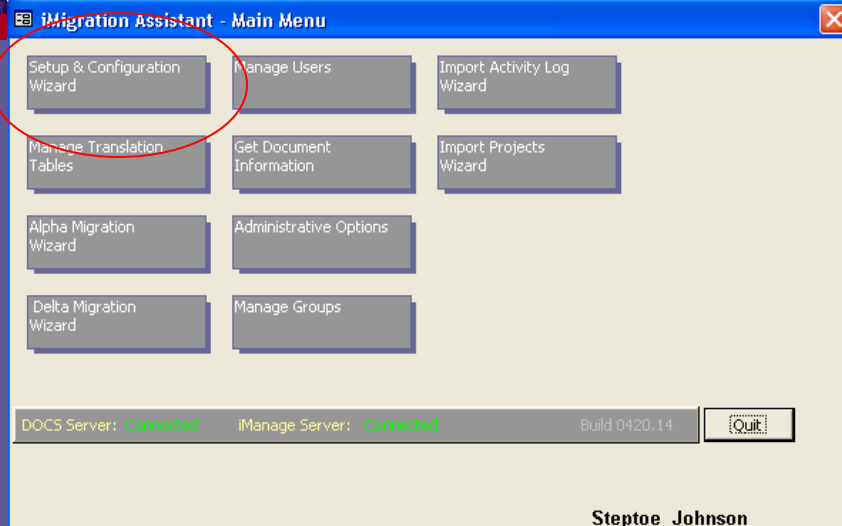 iMigration Assistant - Main Menu
Setup & Configuration
Wizard
Manage Users
Import Activity Log
Wizard
Manage Translation
Tables
Get Document
Information
Import Projects
Wizard
Alpha Migration
Wizard
Administrative Options
Delta Migration
Wizard
Manage Groups
DOCS Server: Connected iManage Server: Connected Build 0420.14 Quit
Steptoe Johnson